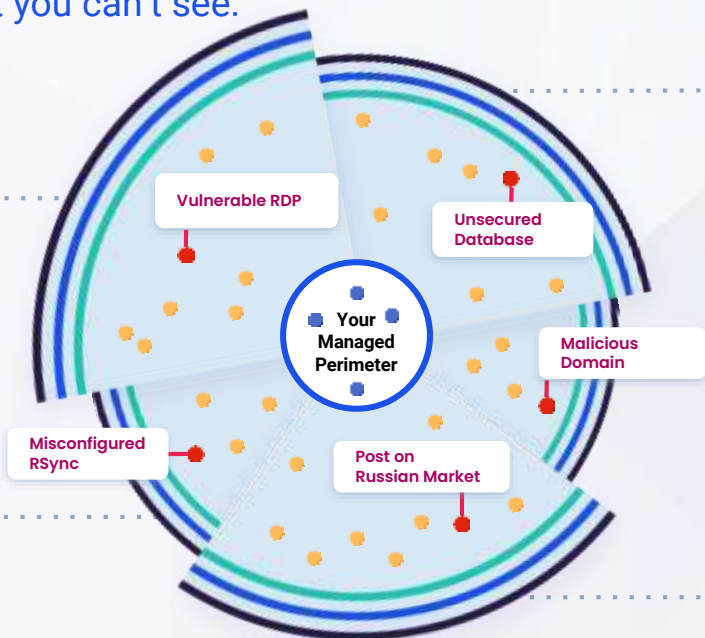 you can't see.
Vulnerable RDP
Unsecured
Database
Your
Managed
Perimeter
Malicious
Domain
Misconfigured
RSync
Post on
Russian Market